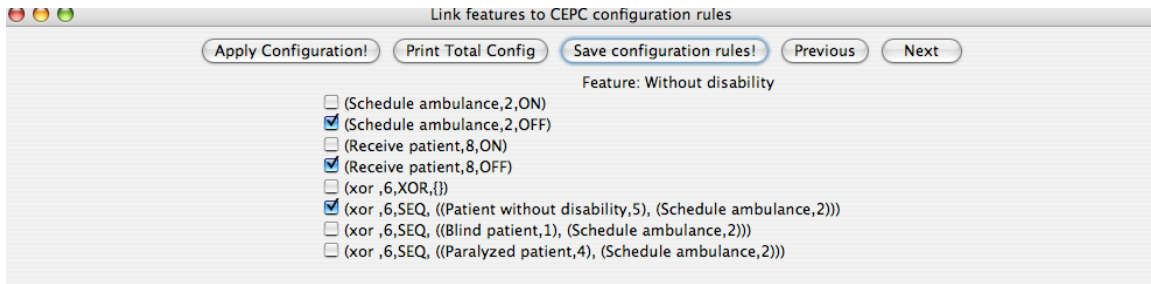 Link features to CEPC configuration rules
Apply Configuration! Print Total Config Save configuration rules! Previous Next
Feature: Without disability
(Schedule ambulance,2,ON)
(Schedule ambulance,2,OFF)
(Receive patient,8,ON)
(Receive patient,8,OFF)
(xor ,6,XOR,{})
(xor ,6,SEQ, ((Patient without disability,5), (Schedule ambulance,2)))
(xor ,6,SEQ, ((Blind patient,1), (Schedule ambulance,2)))
(xor ,6,SEQ, ((Paralyzed patient,4), (Schedule ambulance,2)))